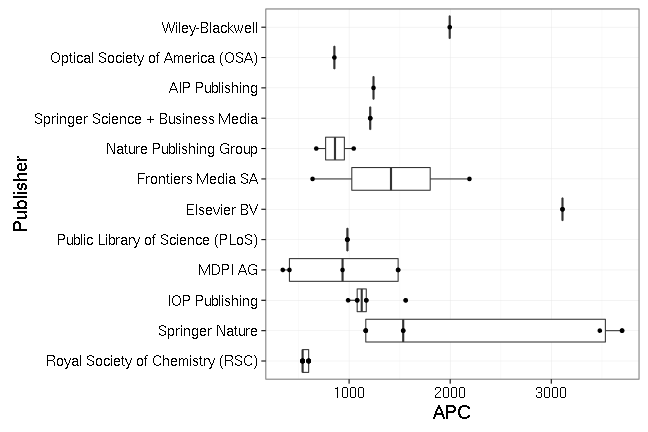 Publisher
Wiley-Blackwell
Optical Society of America (OSA)
AIP Publishing
Springer Science + Business Media
Nature Publishing Group
Frontiers Media SA
Elsevier BV
Public Library of Science (PLoS)
MDPI AG
IOP Publishing
Springer Nature
Royal Society of Chemistry (RSC)
1000 2000 3000
APC